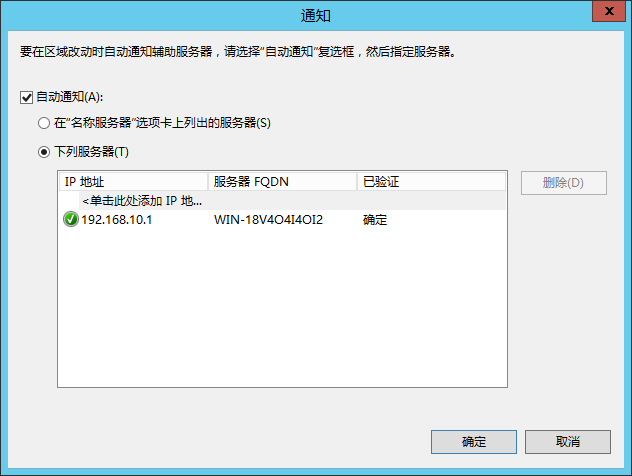 通知
x
要在区域改动时自动通知辅助服务器，请选择“自动通知”复选框，然后指定服务器。
自动通知(A):
在“名称服务器”选项卡上列出的服务器(S)
下列服务器(T)
IP 地址 服务器 FQDN 已验证 删除(D)
<单击此处添加 IP 地...
192.168.10.1 WIN-18V4O4I4OI2 确定
确定 取消